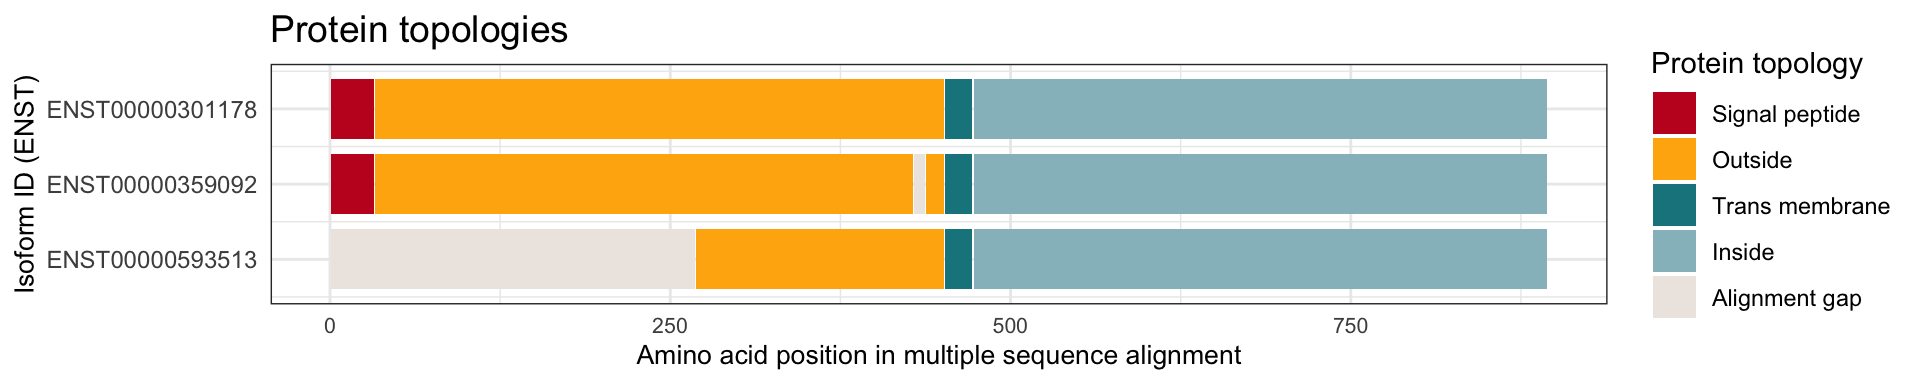 Protein topologies
Isoform ID (ENST)
ENST00000301178
ENST00000359092
ENST00000593513
0 250 500 750
Amino acid position in multiple sequence alignment
Protein topology
Signal peptide
Outside
Trans membrane
Inside
Alignment gap